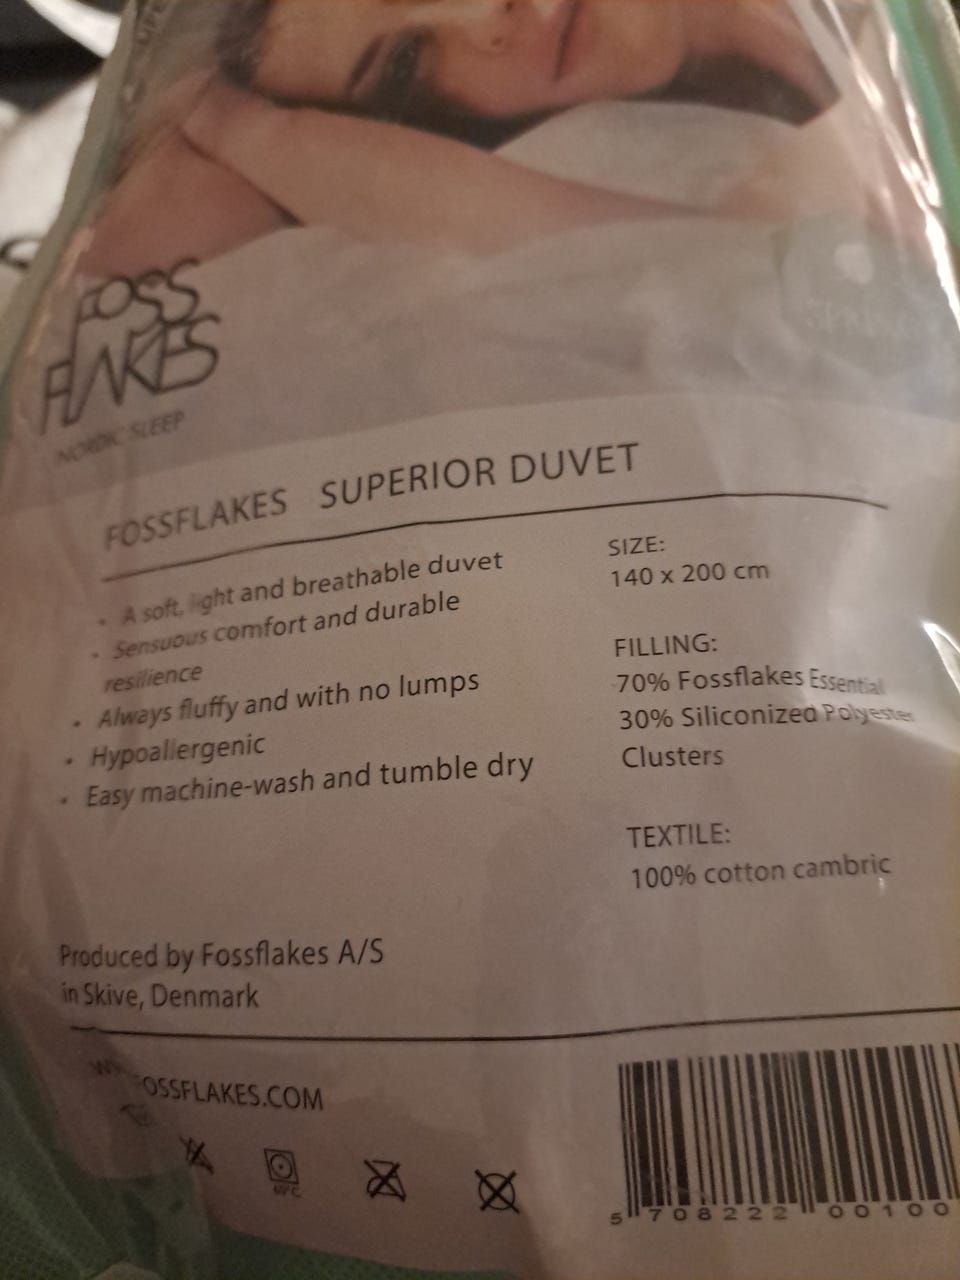 FOSS
FLAKES
NORDIC SLEEP
FOSSFLAKES SUPERIOR DUVET
• A soft, light and breathable duvet
• Sensuous comfort and durable
resilience
• Always fluffy and with no lumps
• Hypoallergenic
• Easy machine-wash and tumble dry
SIZE:
140 x 200 cm
FILLING:
70% Fossflakes Essential
30% Siliconized Polyester
Clusters
TEXTILE:
100% cotton cambric
Produced by Fossflakes A/S
in Skive, Denmark
OSSFLAKES.COM
5 708222 00100